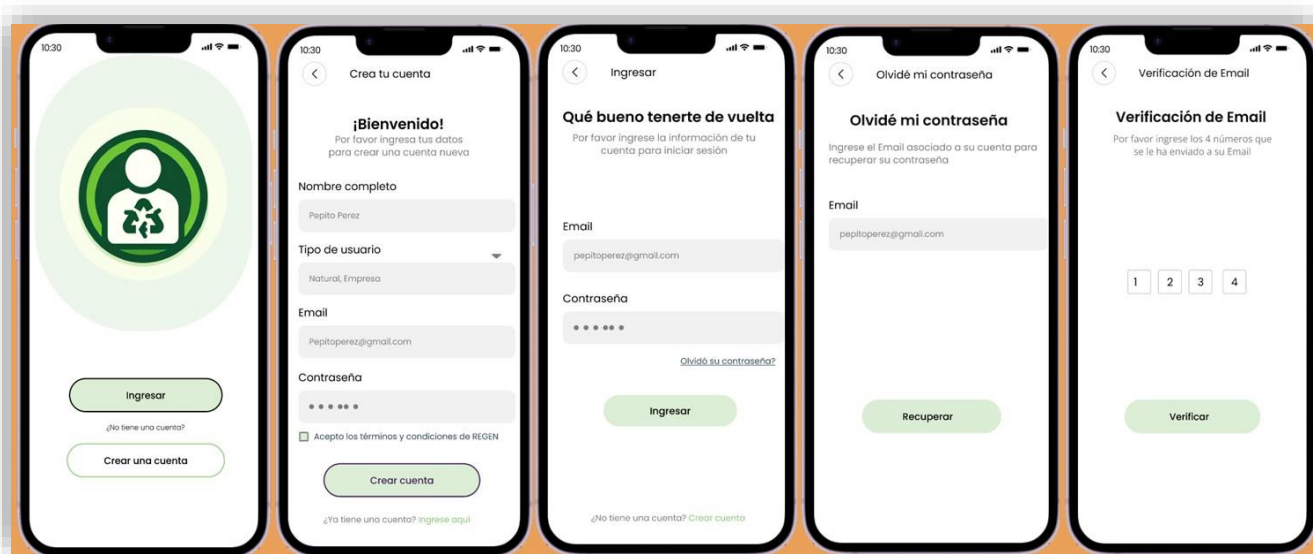 10:30
Ingresar
¿No tiene una cuenta?
Crear una cuenta
10:30
Crea tu cuenta
¡Bienvenido!
Por favor ingresa tus datos
para crear una cuenta nueva
Nombre completo
Pepito Perez
Tipo de usuario
Natural, Empresa
Email
Pepitoperez@gmail.com
Contraseña
Acepto los términos y condiciones de REGEN
Crear cuenta
¿Ya tiene una cuenta? Ingrese aquí
10:30
Ingresar
Qué bueno tenerte de vuelta
Por favor ingrese la información de tu
cuenta para iniciar sesión
Email
pepitoperez@gmail.com
Contraseña
Olvidó su contraseña?
Ingresar
¿No tiene una cuenta? Crear cuenta
10:30
Olvidé mi contraseña
Olvidé mi contraseña
Ingrese el Email asociado a su cuenta para
recuperar su contraseña
Email
pepitoperez@gmail.com
Recuperar
10:30
Verificación de Email
Verificación de Email
Por favor ingrese los 4 números que
se le ha enviado a su Email
1 2 3 4
Verificar